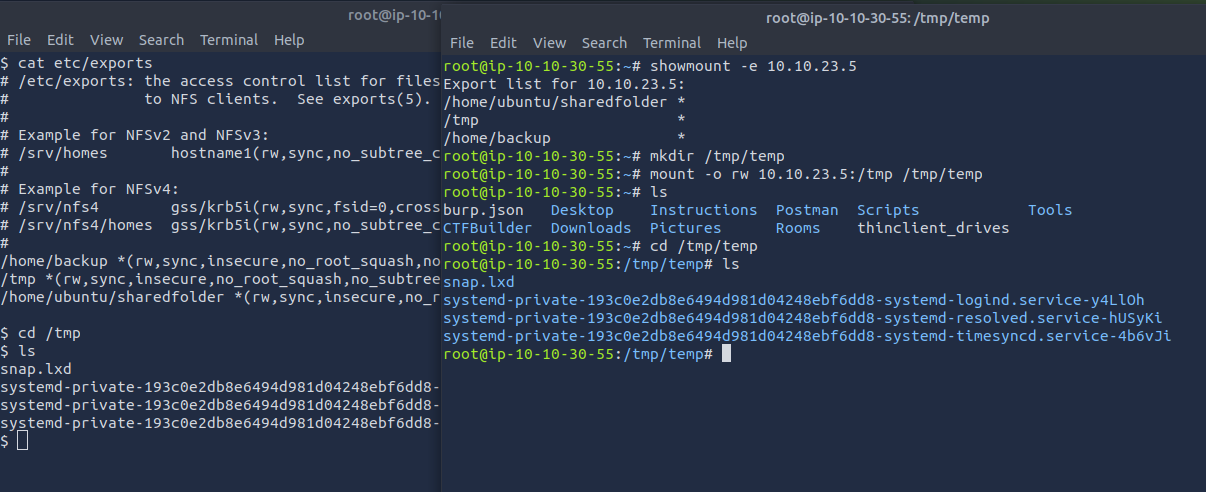 root@ip-10-10
File Edit View Search Terminal Help
$ cat etc/exports
# /etc/exports: the access control list for files
#               to NFS clients.  See exports(5).
#
# Example for NFSv2 and NFSv3:
# /srv/homes       hostname1(rw,sync,no_subtree_c
#
# Example for NFSv4:
# /srv/nfs4        gss/krb5i(rw,sync,fsid=0,cross
# /srv/nfs4/homes  gss/krb5i(rw,sync,no_subtree_c
#
/home/backup *(rw,sync,insecure,no_root_squash,no
/tmp *(rw,sync,insecure,no_root_squash,no_subtree
/home/ubuntu/sharedfolder *(rw,sync,insecure,no_r
$ cd /tmp
$ ls
snap.lxd
systemd-private-193c0e2db8e6494d981d04248ebf6dd8-
systemd-private-193c0e2db8e6494d981d04248ebf6dd8-
systemd-private-193c0e2db8e6494d981d04248ebf6dd8-
$
root@ip-10-10-30-55: /tmp/temp
File Edit View Search Terminal Help
root@ip-10-10-30-55:~# showmount -e 10.10.23.5
Export list for 10.10.23.5:
/home/ubuntu/sharedfolder *
/tmp                      *
/home/backup              *
root@ip-10-10-30-55:~# mkdir /tmp/temp
root@ip-10-10-30-55:~# mount -o rw 10.10.23.5:/tmp /tmp/temp
root@ip-10-10-30-55:~# ls
burp.json   Desktop    Instructions  Postman  Scripts            Tools
CTFBuilder  Downloads  Pictures      Rooms    thinclient_drives
root@ip-10-10-30-55:~# cd /tmp/temp
root@ip-10-10-30-55:/tmp/temp# ls
snap.lxd
systemd-private-193c0e2db8e6494d981d04248ebf6dd8-systemd-logind.service-y4LlOh
systemd-private-193c0e2db8e6494d981d04248ebf6dd8-systemd-resolved.service-hUSyKi
systemd-private-193c0e2db8e6494d981d04248ebf6dd8-systemd-timesyncd.service-4b6vJi
root@ip-10-10-30-55:/tmp/temp#